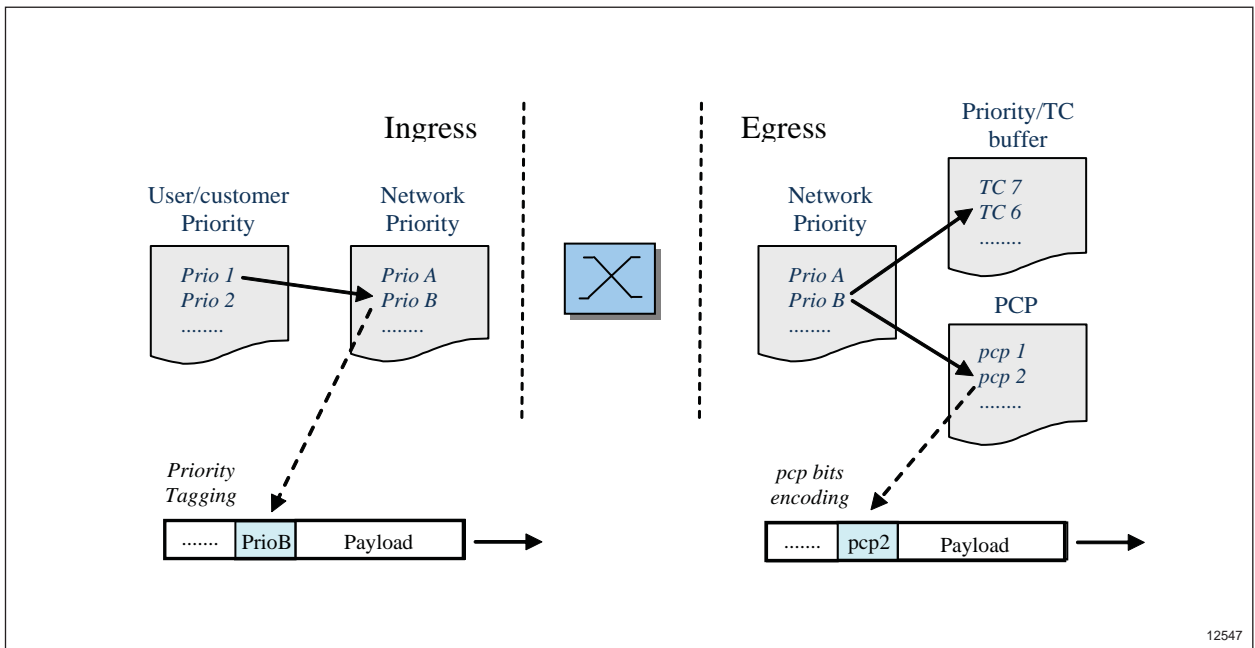 Ingress
Egress
Priority/TC
buffer
User/customer
Priority
Network
Priority
Network
Priority
TC 7
TC 6
........
Prio 1
Prio 2
........
Prio A
Prio B
........
Prio A
Prio B
........
PCP
pcp 1
pcp 2
........
Priority
Tagging
pcp bits
encoding
....... PrioB Payload
....... pcp2 Payload
12547